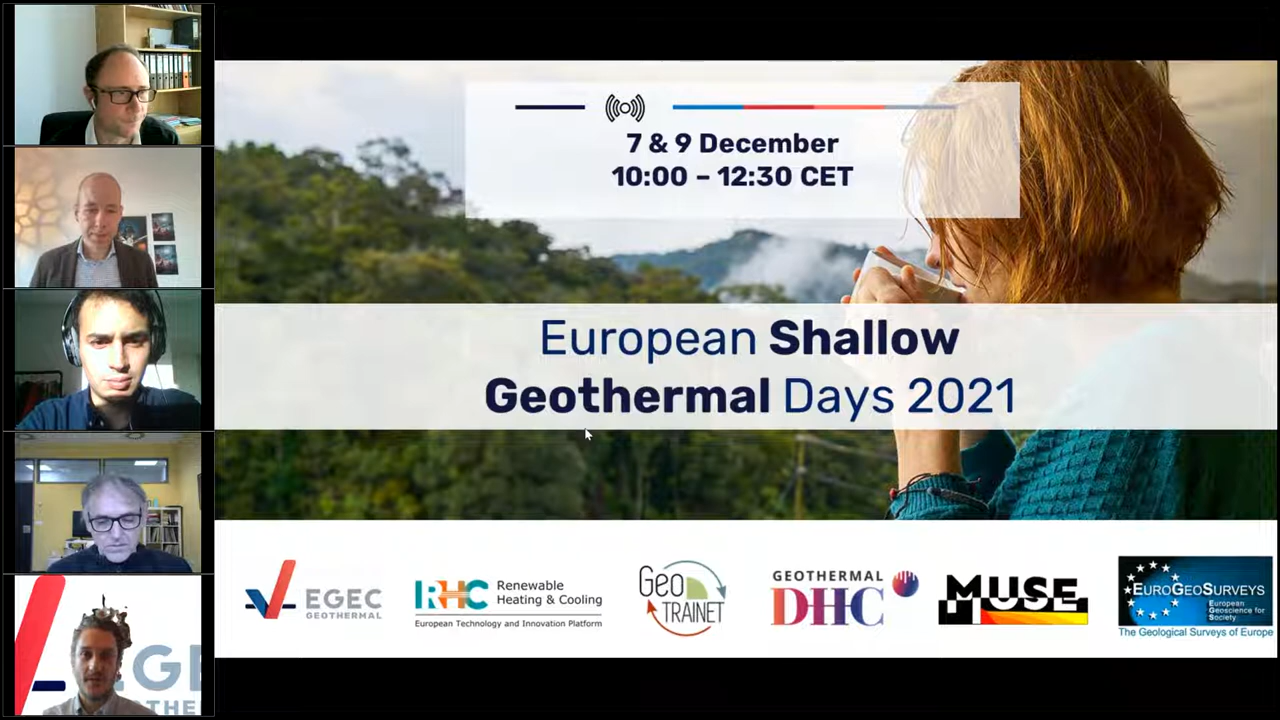 7 & 9 December
10:00 – 12:30 CET
European Shallow
Geothermal Days 2021
EGEC
GEOTHERMAL
RHC Renewable
Heating & Cooling
European Technology and Innovation Platform
Geo
TRAINET
GEOTHERMAL
DHC
MUSE
EUROGEOSURVEYS
European
Geoscience for
Society
The Geological Surveys of Europe
EGEC
OTHE